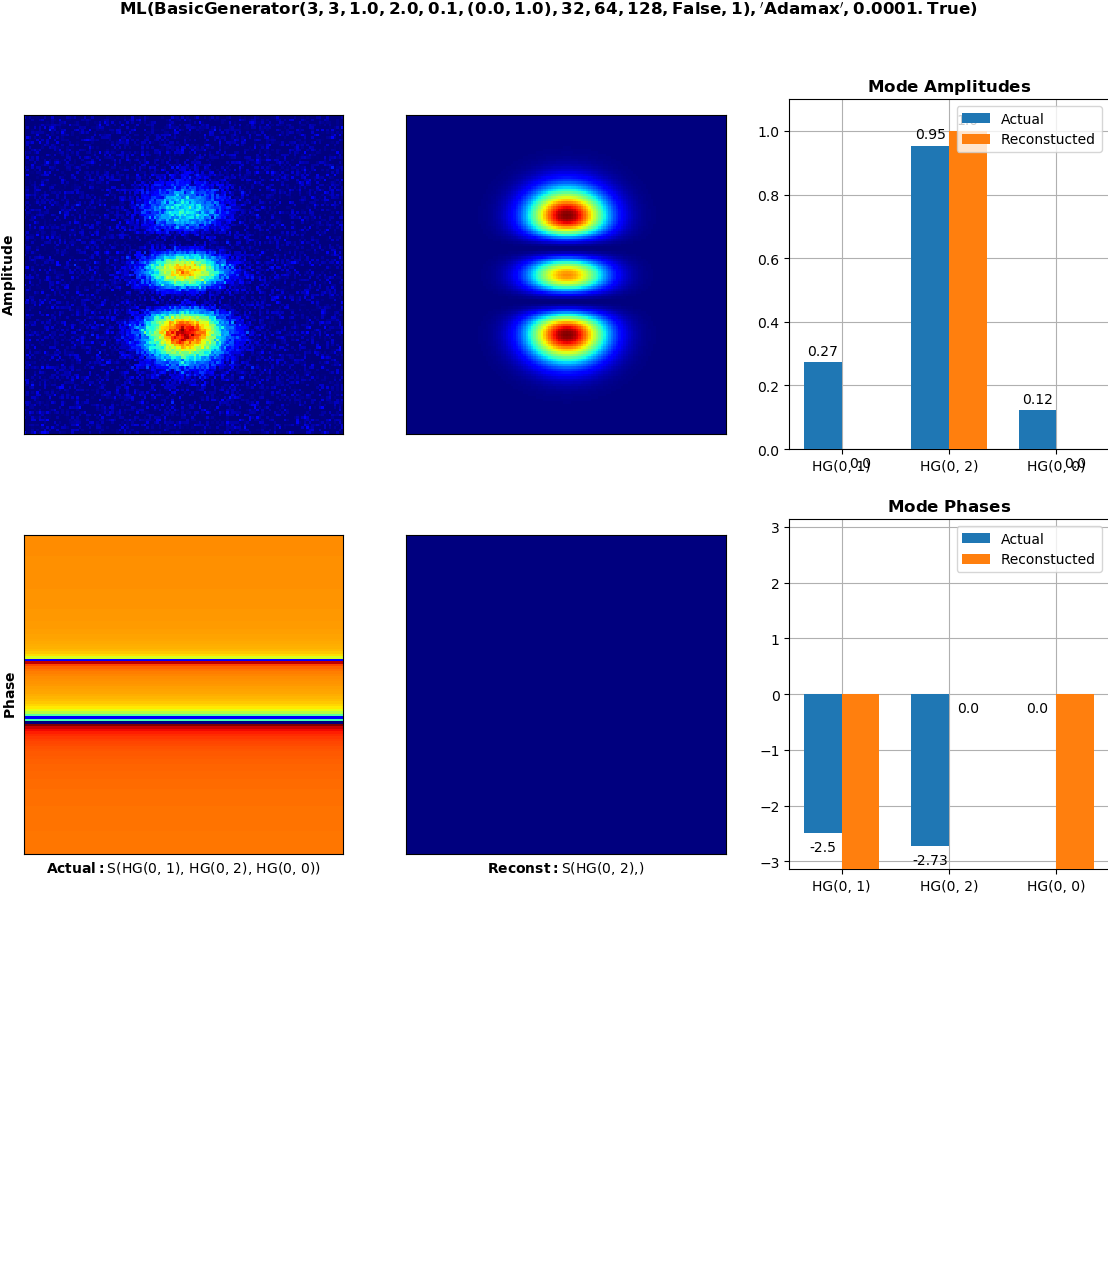 ML(BasicGenerator(3, 3, 1.0, 2.0, 0.1, (0.0, 1.0), 32, 64, 128, False, 1), ′Adamax′, 0.0001. True)
Amplitude
Mode Amplitudes
Actual
Reconstucted
1.0
0.8
0.6
0.4
0.2
0.0
0.27
0.95
0.12
0.0
0.0
HG(0, 1)
HG(0, 2)
HG(0, 0)
Phase
Actual: S(HG(0, 1), HG(0, 2), HG(0, 0))
Reconst: S(HG(0, 2),)
Mode Phases
Actual
Reconstucted
3
2
1
0
−1
−2
−3
-2.5
-2.73
0.0
0.0
HG(0, 1)
HG(0, 2)
HG(0, 0)